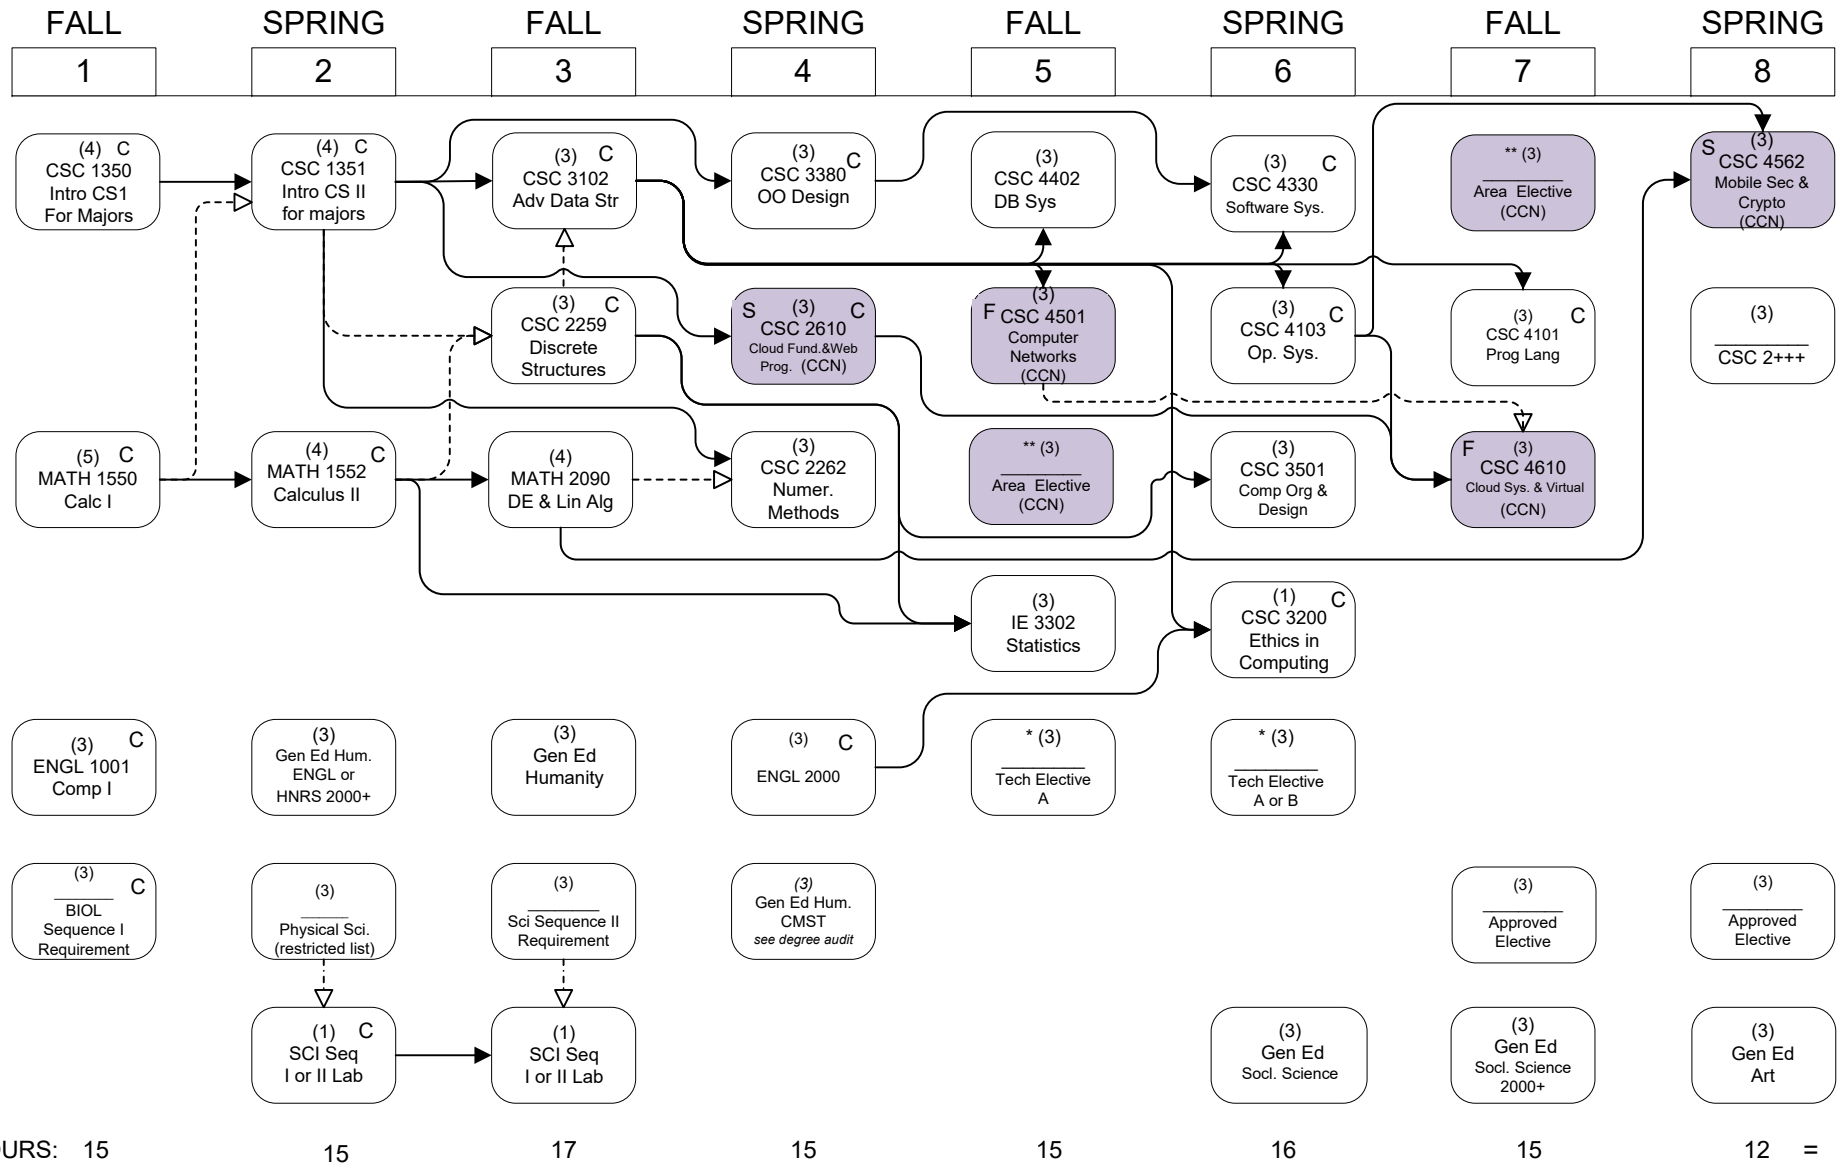 FALL
SPRING
FALL
SPRING
FALL
SPRING
FALL
SPRING
1
2
3
4
5
6
7
8
(4) C
CSC 1350
Intro CS1
For Majors
(4) C
CSC 1351
Intro CS II
for majors
(3) C
CSC 3102
Adv Data Str
(3) C
CSC 3380
OO Design
(3)
CSC 4402
DB Sys
(3) C
CSC 4330
Software Sys.
** (3)
Area Elective
(CCN)
S (3)
CSC 4562
Mobile Sec &
Crypto
(CCN)
(3) C
CSC 2259
Discrete
Structures
S (3) C
CSC 2610
Cloud Fund.&Web
Prog. (CCN)
(3)
F CSC 4501
Computer
Networks
(CCN)
(3) C
CSC 4103
Op. Sys.
(3) C
CSC 4101
Prog Lang
(3)
CSC 2+++
(5) C
MATH 1550
Calc I
(4) C
MATH 1552
Calculus II
(4)
MATH 2090
DE & Lin Alg
(3)
CSC 2262
Numer.
Methods
** (3)
Area Elective
(CCN)
(3)
CSC 3501
Comp Org &
Design
F (3)
CSC 4610
Cloud Sys. & Virtual
(CCN)
(3)
IE 3302
Statistics
(1) C
CSC 3200
Ethics in
Computing
(3) C
ENGL 1001
Comp I
(3)
Gen Ed Hum.
ENGL or
HNRS 2000+
(3)
Gen Ed
Humanity
(3) C
ENGL 2000
* (3)
Tech Elective
A
* (3)
Tech Elective
A or B
(3) C
BIOL
Sequence I
Requirement
(3)
Physical Sci.
(restricted list)
(3)
Sci Sequence II
Requirement
(3)
Gen Ed Hum.
CMST
see degree audit
(3)
Approved
Elective
(3)
Approved
Elective
(1) C
SCI Seq
I or II Lab
(1)
SCI Seq
I or II Lab
(3)
Gen Ed
Socl. Science
(3)
Gen Ed
Socl. Science
2000+
(3)
Gen Ed
Art
OURS: 15 15 17 15 15 16 15 12 =